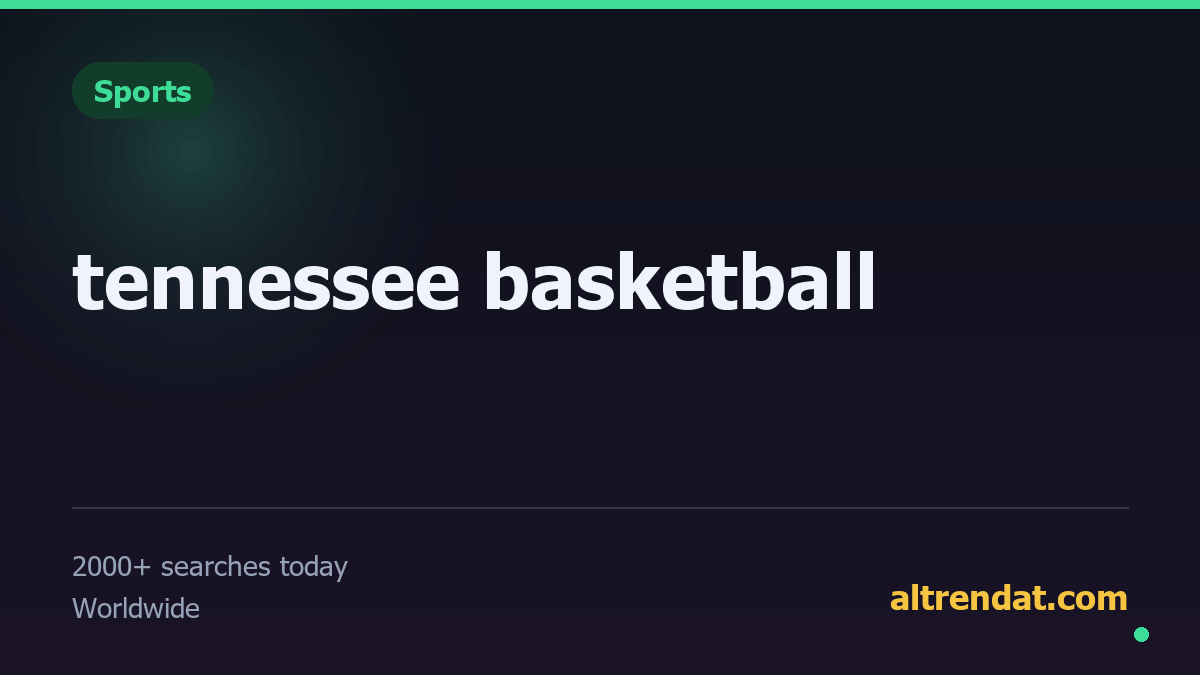 Sports
tennessee basketball
2000+ searches today
Worldwide
altrendat.com